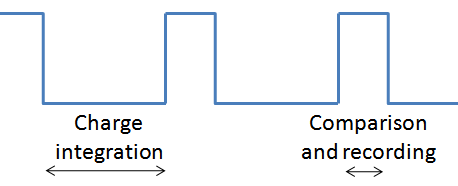 Charge
integration
Comparison
and recording